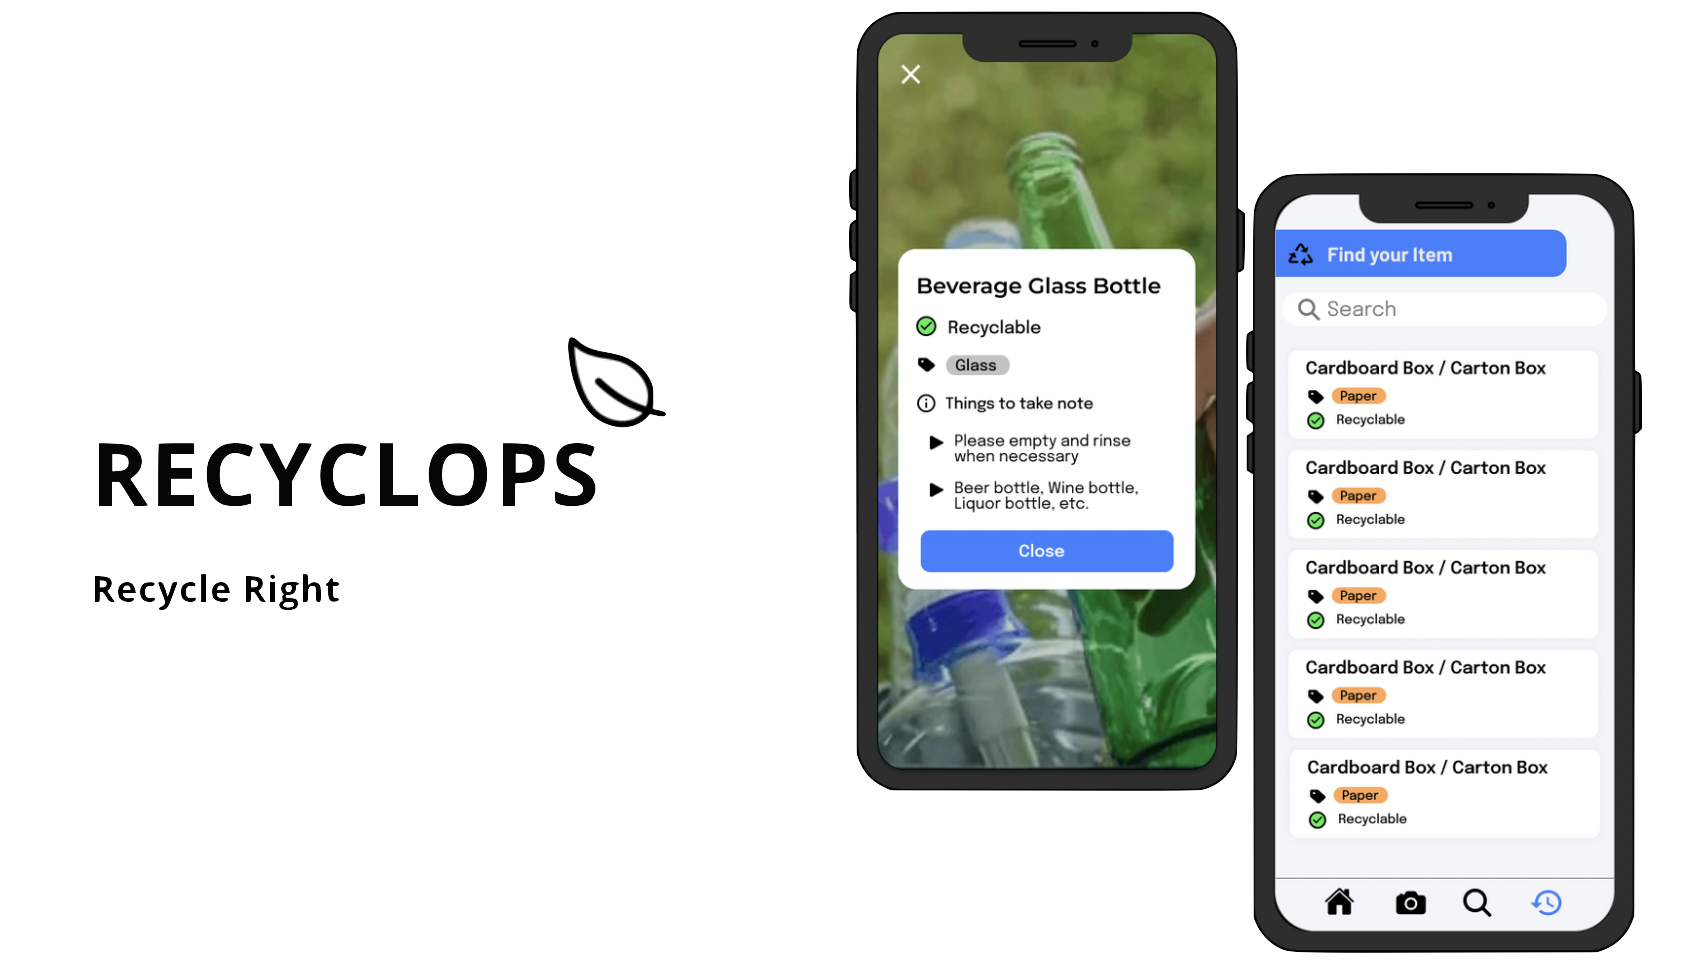 RECYCLOPS
Recycle Right
Beverage Glass Bottle
Recyclable
Glass
Things to take note
Please empty and rinse
when necessary
Beer bottle, Wine bottle,
Liquor bottle, etc.
Close
Find your Item
Search
Cardboard Box / Carton Box
Paper
Recyclable
Cardboard Box / Carton Box
Paper
Recyclable
Cardboard Box / Carton Box
Paper
Recyclable
Cardboard Box / Carton Box
Paper
Recyclable
Cardboard Box / Carton Box
Paper
Recyclable